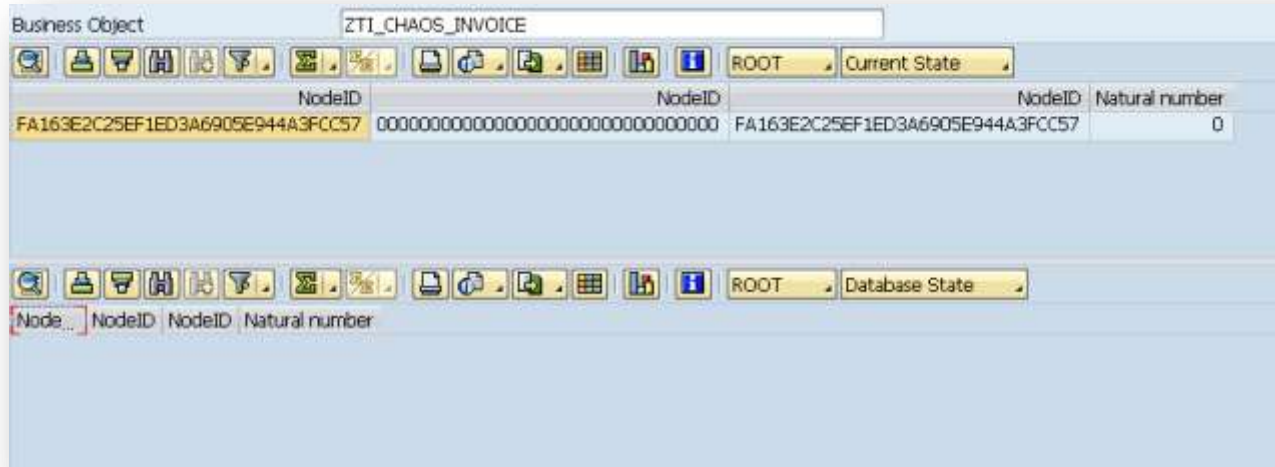 Business Object ZTI_CHAOS_INVOICE
ROOT Current State
NodeID NodeID NodeID Natural number
FA163E2C25EF1ED3A6905E944A3FCC57 00000000000000000000000000000000 FA163E2C25EF1ED3A6905E944A3FCC57 0
ROOT Database State
Node... NodeID NodeID Natural number